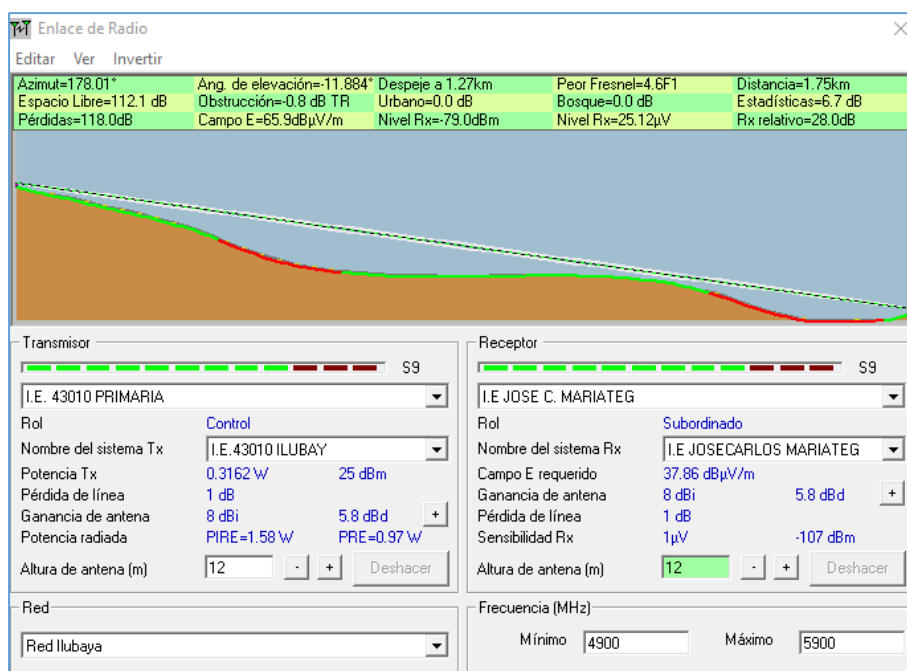 Enlace de Radio
Editar Ver Invertir
Azimut=178.01° Ang. de elevación=-11.884° Despeje a 1.27km Peor Fresnel=4.6F1 Distancia=1.75km
Espacio Libre=112.1 dB Obstrucción=-0.8 dB TR Urbano=0.0 dB Bosque=0.0 dB Estadísticas=6.7 dB
Pérdidas=118.0dB Campo E=65.9dBµV/m Nivel Rx=-79.0dBm Nivel Rx=25.12µV Rx relativo=28.0dB
Transmisor
S9
I.E. 43010 PRIMARIA
Rol Control
Nombre del sistema Tx I.E.43010 ILUBAY
Potencia Tx 0.3162 W 25 dBm
Pérdida de línea 1 dB
Ganancia de antena 8 dBi 5.8 dBd +
Potencia radiada PIRE=1.58 W PRE=0.97 W
Altura de antena (m) 12 - + Deshacer
Receptor
S9
I.E JOSE C. MARIATEG
Rol Subordinado
Nombre del sistema Rx I.E JOSECARLOS MARIATEG
Campo E requerido 37.86 dBµV/m
Ganancia de antena 8 dBi 5.8 dBd +
Pérdida de línea 1 dB
Sensibilidad Rx 1µV -107 dBm
Altura de antena (m) 12 - + Deshacer
Red
Red Ilubaya
Frecuencia (MHz)
Mínimo 4900 Máximo 5900